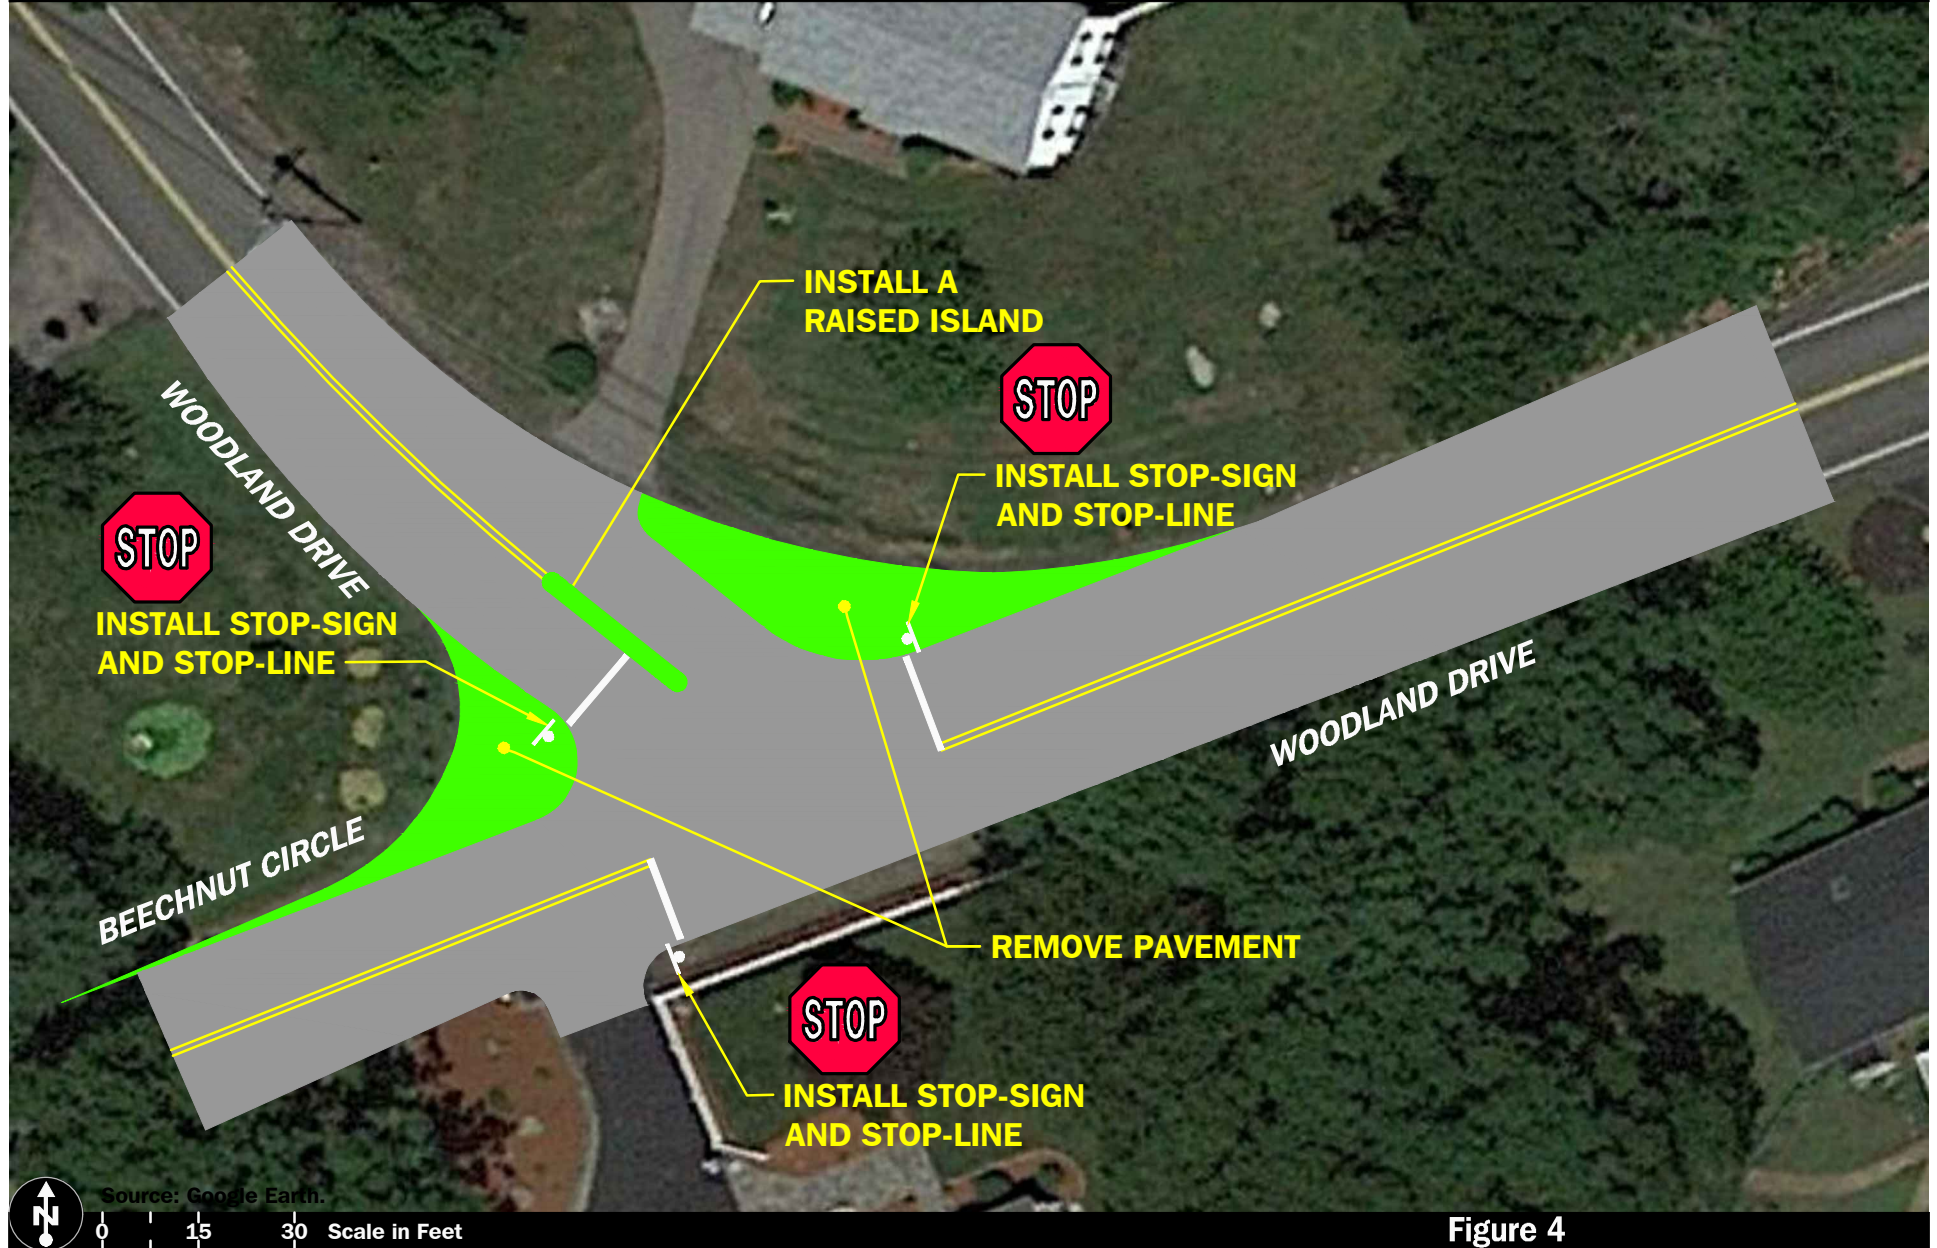 INSTALL A
RAISED ISLAND
STOP
INSTALL STOP-SIGN
AND STOP-LINE
WOODLAND DRIVE
STOP
INSTALL STOP-SIGN
AND STOP-LINE
WOODLAND DRIVE
BEECHNUT CIRCLE
REMOVE PAVEMENT
STOP
INSTALL STOP-SIGN
AND STOP-LINE
Source: Google Earth.
N
0 15 30 Scale in Feet
Figure 4